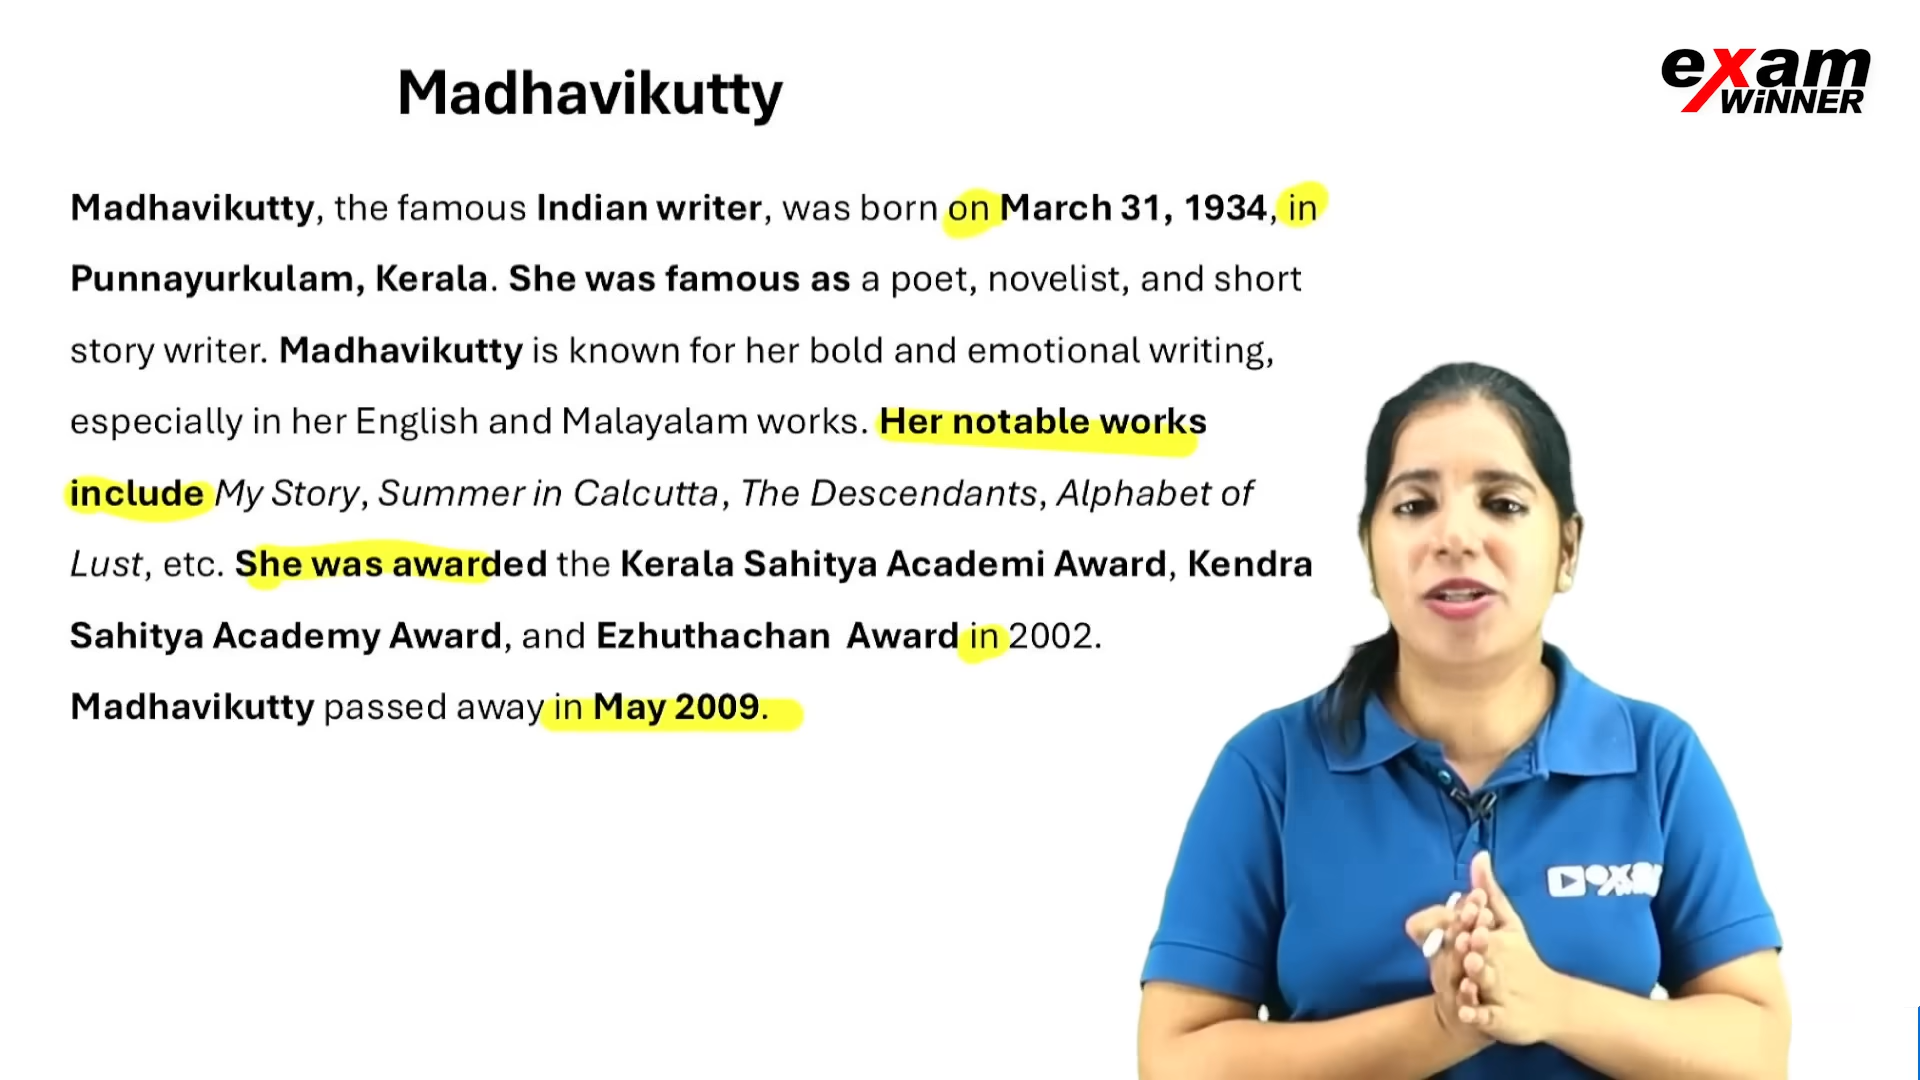 Madhavikutty
exam
WiNNER
Madhavikutty, the famous Indian writer, was born on March 31, 1934, in
Punnayurkulam, Kerala. She was famous as a poet, novelist, and short
story writer. Madhavikutty is known for her bold and emotional writing,
especially in her English and Malayalam works. Her notable works
include My Story, Summer in Calcutta, The Descendants, Alphabet of
Lust, etc. She was awarded the Kerala Sahitya Academi Award, Kendra
Sahitya Academy Award, and Ezhuthachan Award in 2002.
Madhavikutty passed away in May 2009.